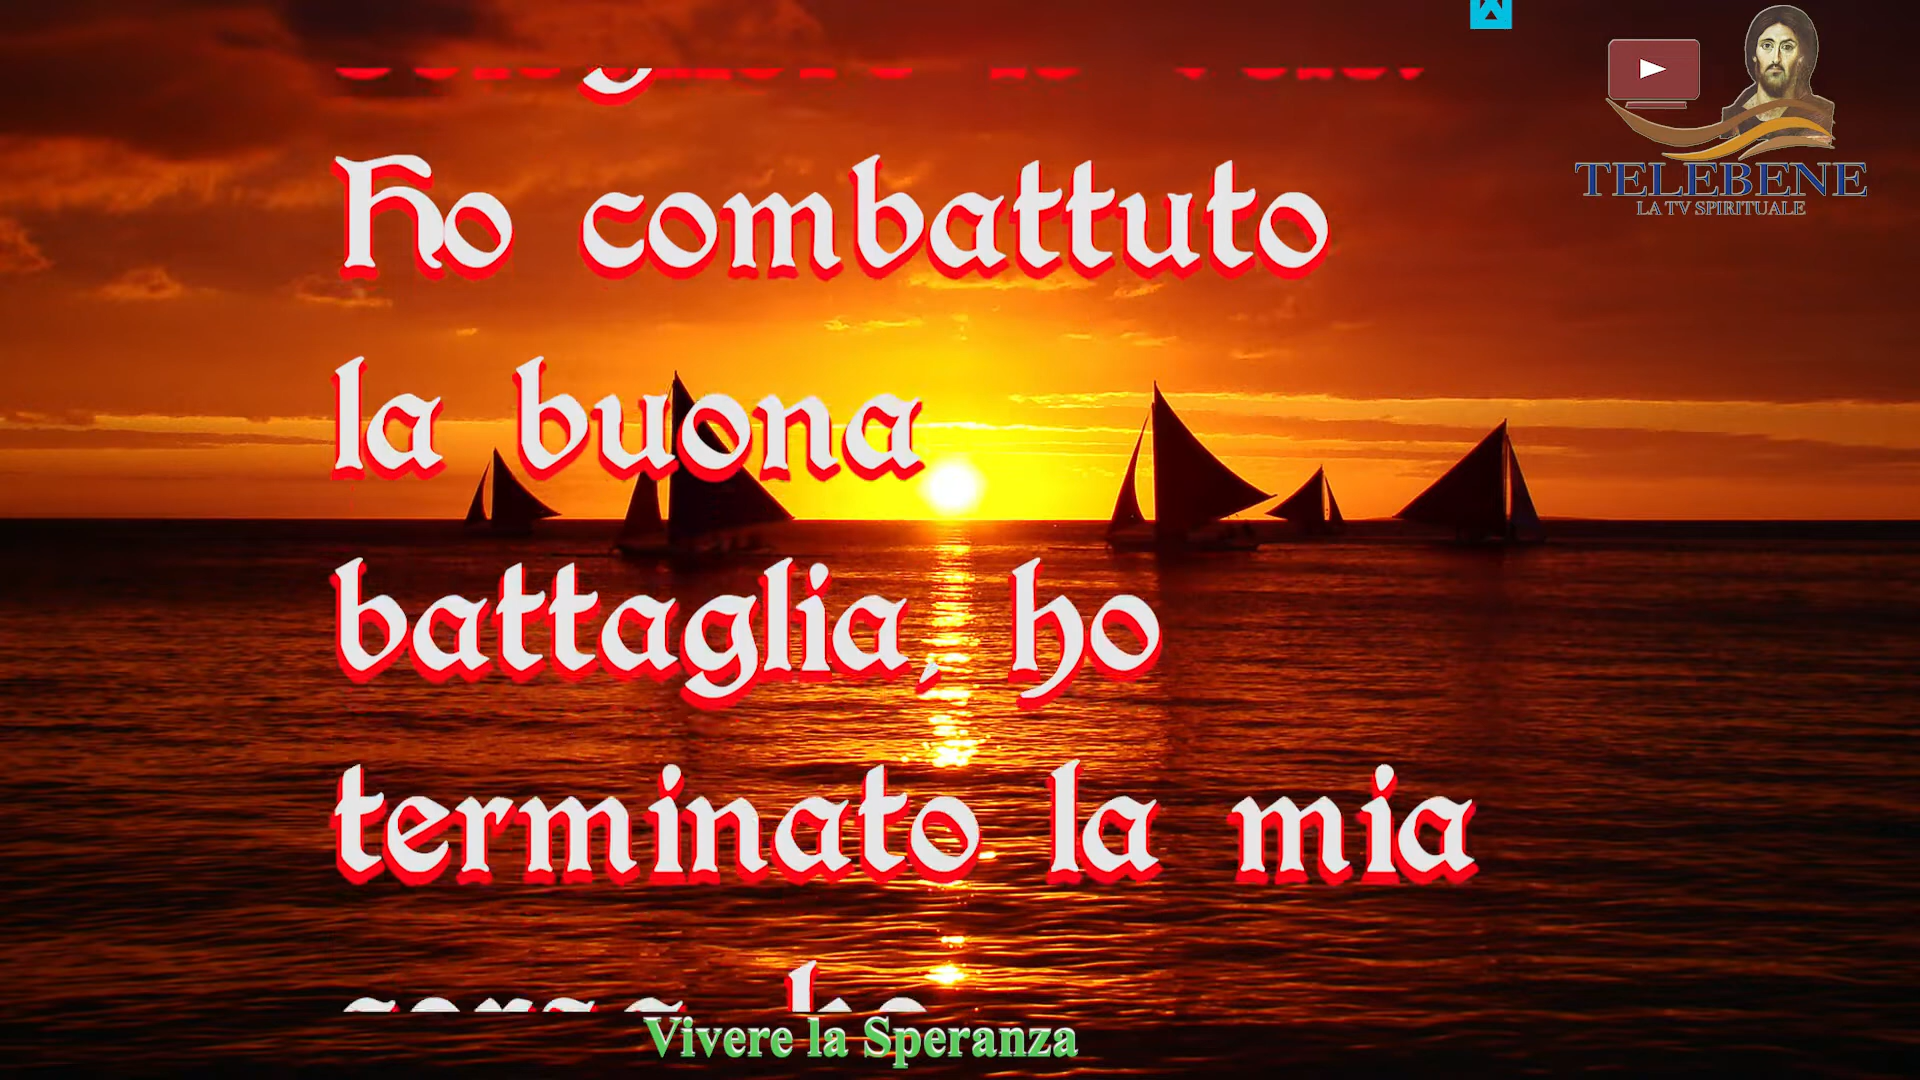 TELEBENE
LA TV SPIRITUALE
Ho combattuto
la buona
battaglia, ho
terminato la mia
Vivere la Speranza